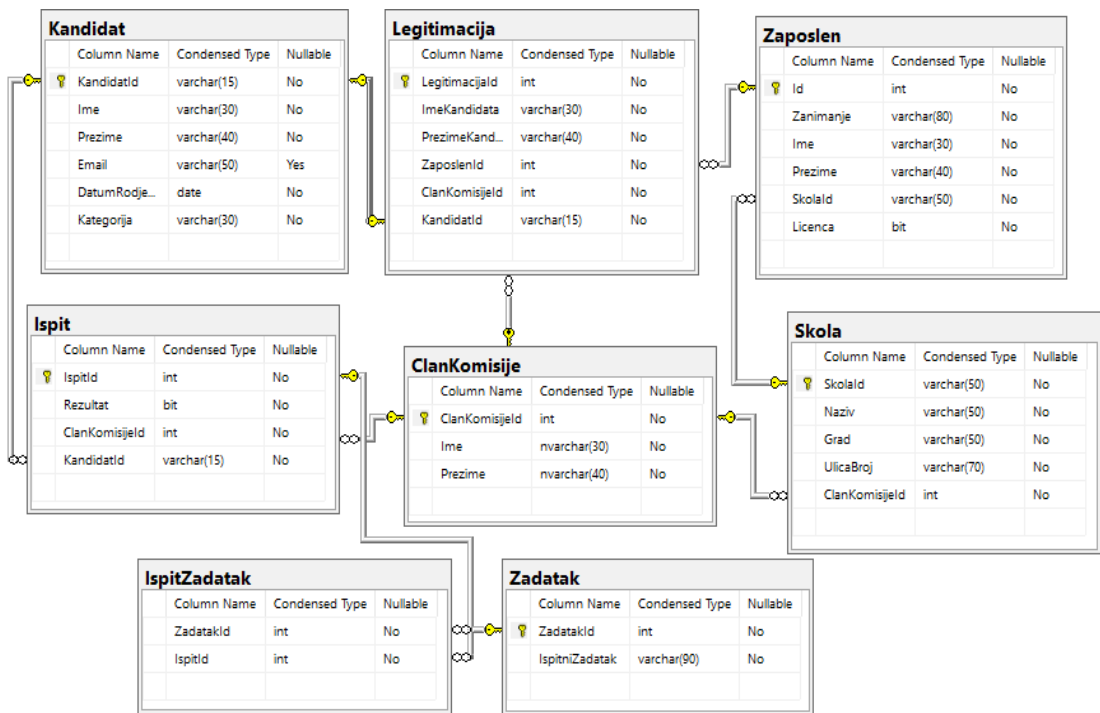 Kandidat
Column Name Condensed Type Nullable
KandidatId varchar(15) No
Ime varchar(30) No
Prezime varchar(40) No
Email varchar(50) Yes
DatumRodje... date No
Kategorija varchar(30) No
Legitimacija
Column Name Condensed Type Nullable
LegitimacijaId int No
ImeKandidata varchar(30) No
PrezimeKand... varchar(40) No
ZaposlenId int No
ClanKomisijeId int No
KandidatId varchar(15) No
Zaposlen
Column Name Condensed Type Nullable
Id int No
Zanimanje varchar(80) No
Ime varchar(30) No
Prezime varchar(40) No
SkolaId varchar(50) No
Licenca bit No
Ispit
Column Name Condensed Type Nullable
IspitId int No
Rezultat bit No
ClanKomisijeId int No
KandidatId varchar(15) No
ClanKomisije
Column Name Condensed Type Nullable
ClanKomisijeId int No
Ime nvarchar(30) No
Prezime nvarchar(40) No
Skola
Column Name Condensed Type Nullable
SkolaId varchar(50) No
Naziv varchar(50) No
Grad varchar(50) No
UlicaBroj varchar(70) No
ClanKomisijeId int No
IspitZadatak
Column Name Condensed Type Nullable
ZadatakId int No
IspitId int No
Zadatak
Column Name Condensed Type Nullable
ZadatakId int No
IspitniZadatak varchar(90) No